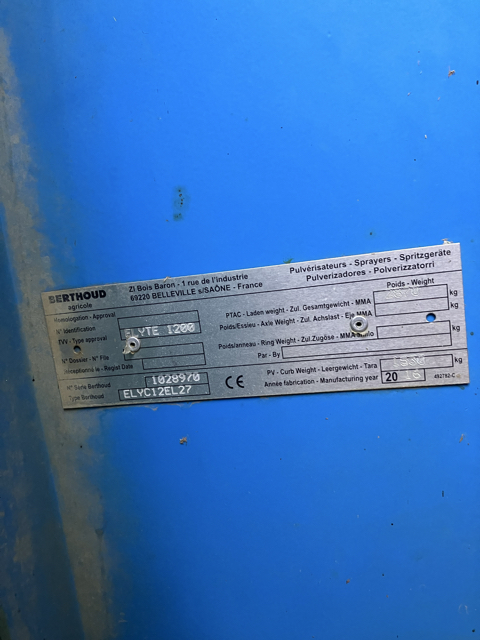 BERTHOUD
agricole
ZI Bois Baron - 1 rue de l'industrie
69220 BELLEVILLE s/SAÔNE - France
Pulvérisateurs - Sprayers - Spritzgeräte
Pulverizadores - Polverizzatorri
Homologation - Approval
N° Identification
TVV - Type approval
ELYTE 1200
N° Dossier - N° Fils
Receptionné le - Regist Date
N° Série Berthoud 1028970
Type Berthoud ELYC12EL27
CE
Poids - Weight
PTAC - Laden weight - Zul. Gesamtgewicht - MMA kg
Poids/Essieu - Axle Weight - Zul. Achslast - Eje MMA kg
Poids/anneau - Ring Weight - Zul.Zugöse - MMA kg
Par - By
PV - Curb Weight - Leergewicht - Tara kg
Année fabrication - Manufacturing year 20
492782-C